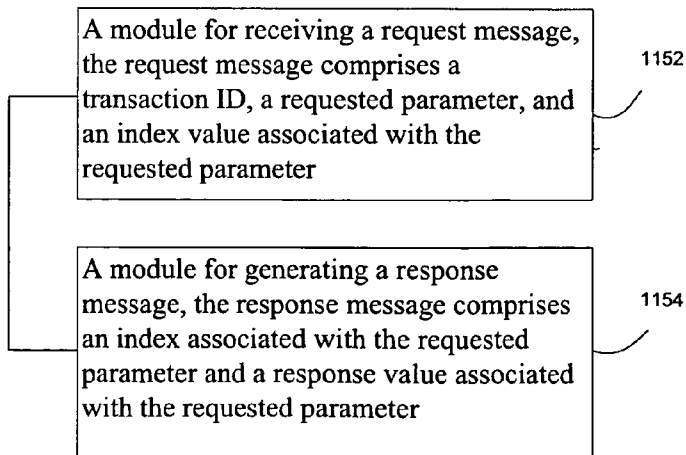 A module for receiving a request message,
the request message comprises a
transaction ID, a requested parameter, and
an index value associated with the
requested parameter
1152
A module for generating a response
message, the response message comprises
an index associated with the requested
parameter and a response value associated
with the requested parameter
1154